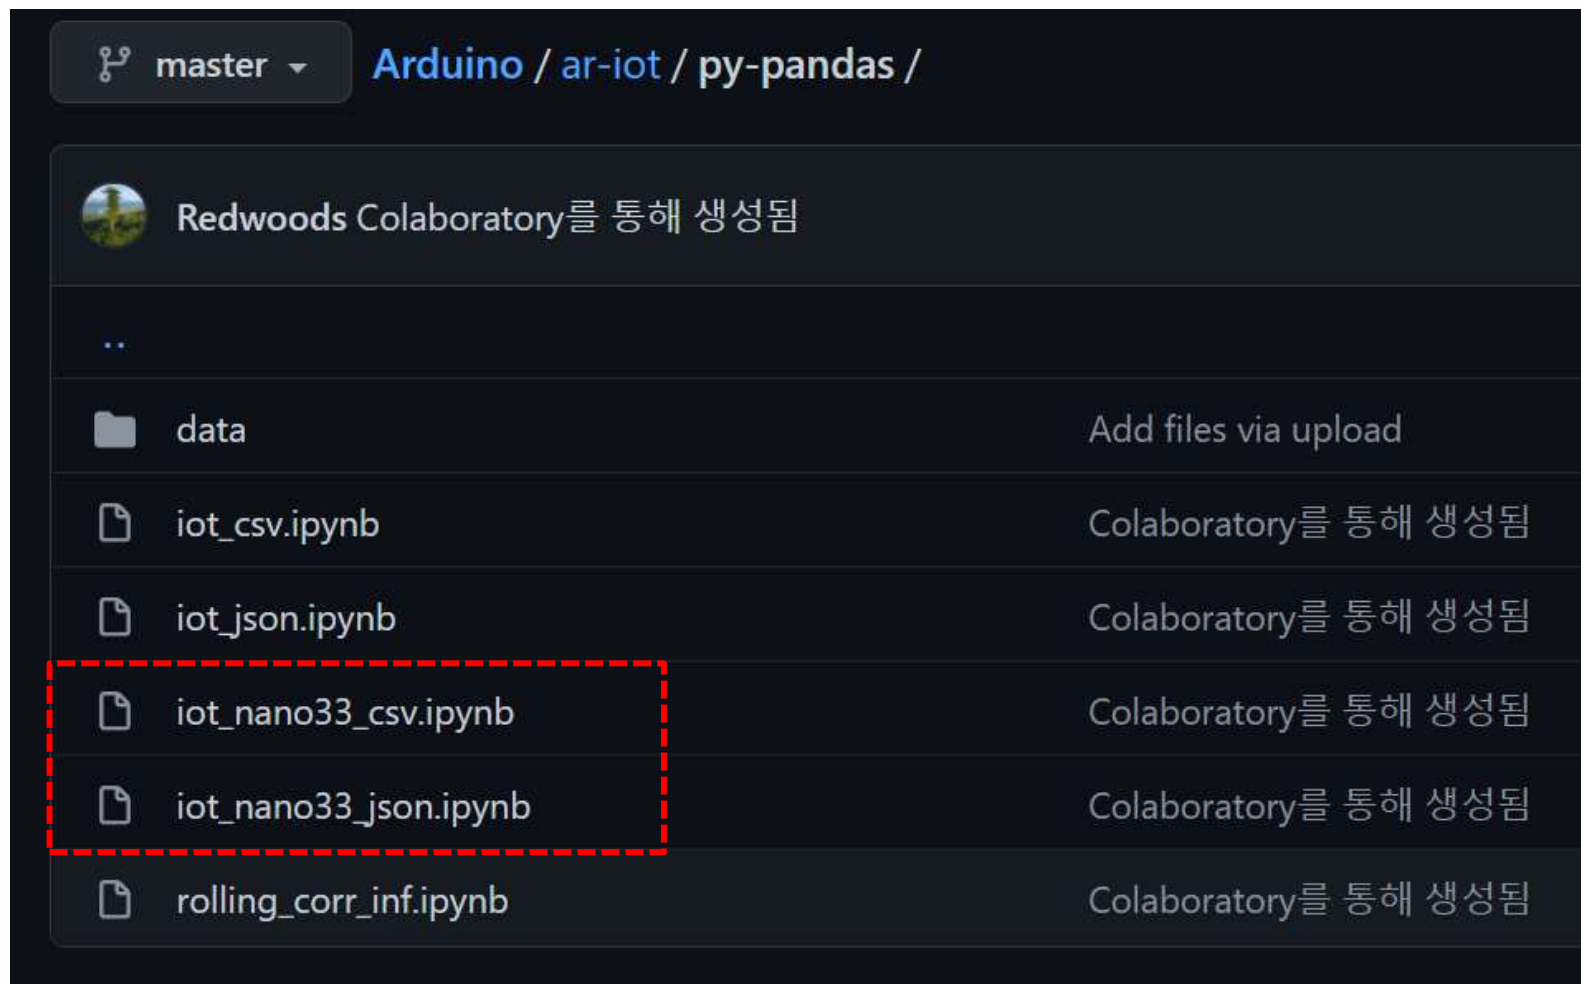 master Arduino / ar-iot / py-pandas /
Redwoods Colaboratory를 통해 생성됨
..
data Add files via upload
iot_csv.ipynb Colaboratory를 통해 생성됨
iot_json.ipynb Colaboratory를 통해 생성됨
iot_nano33_csv.ipynb Colaboratory를 통해 생성됨
iot_nano33_json.ipynb Colaboratory를 통해 생성됨
rolling_corr_inf.ipynb Colaboratory를 통해 생성됨